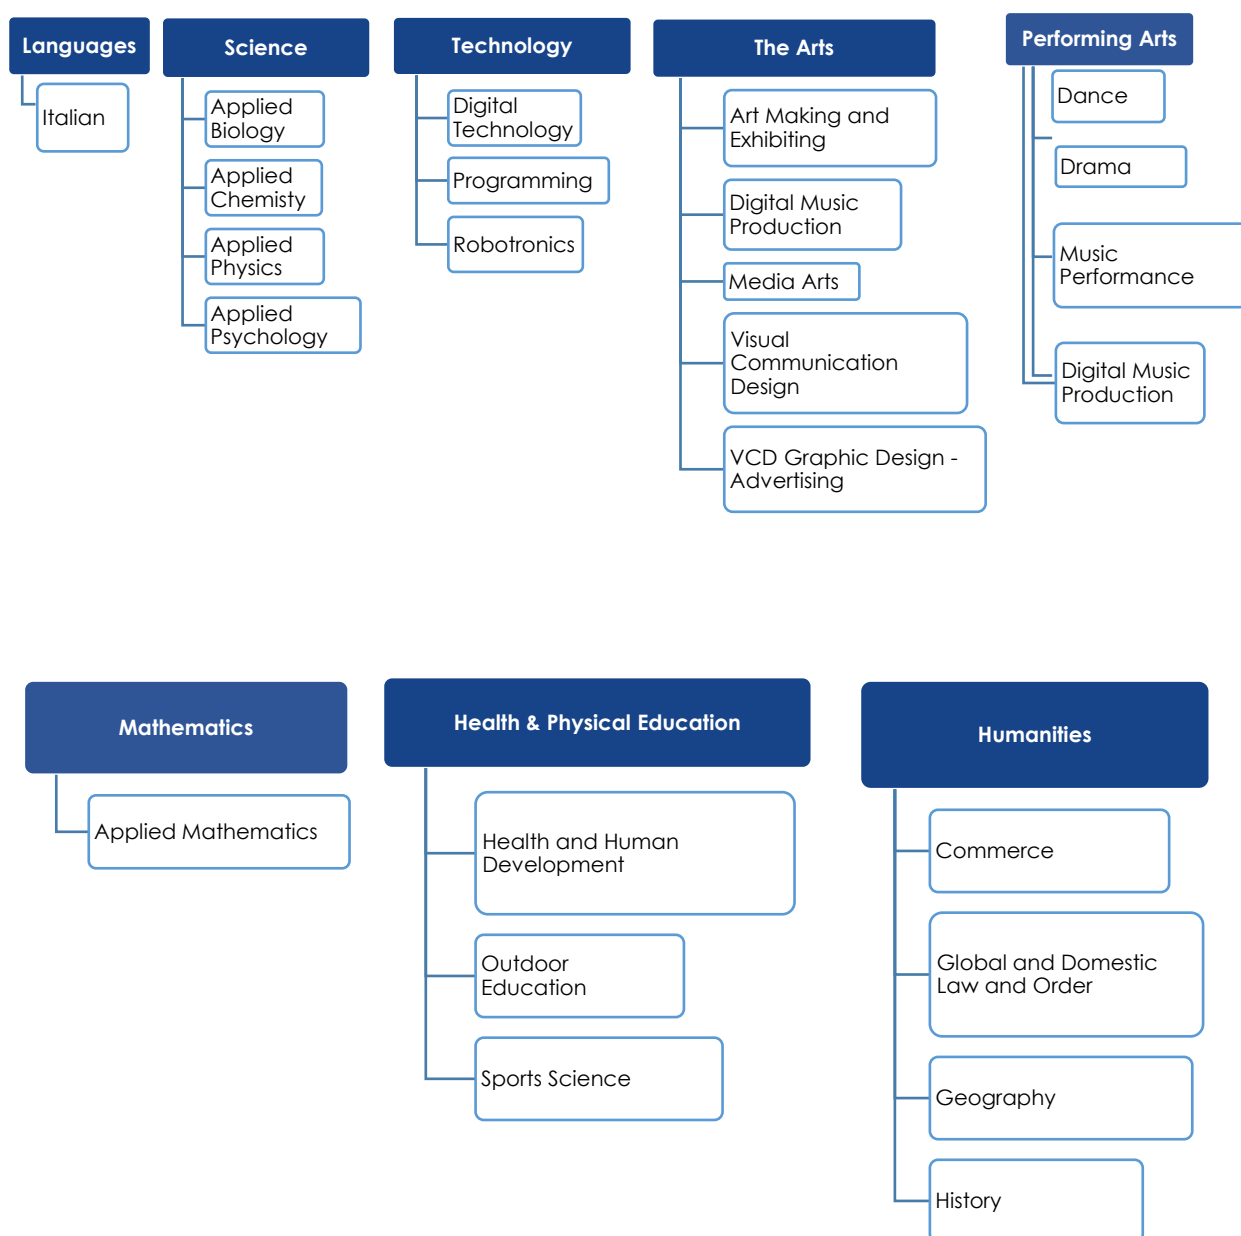 Languages
Italian
Science
Applied
Biology
Applied
Chemisty
Applied
Physics
Applied
Psychology
Technology
Digital
Technology
Programming
Robotronics
The Arts
Art Making and
Exhibiting
Digital Music
Production
Media Arts
Visual
Communication
Design
VCD Graphic Design -
Advertising
Performing Arts
Dance
Drama
Music
Performance
Digital Music
Production
Mathematics
Applied Mathematics
Health & Physical Education
Health and Human
Development
Outdoor
Education
Sports Science
Humanities
Commerce
Global and Domestic
Law and Order
Geography
History